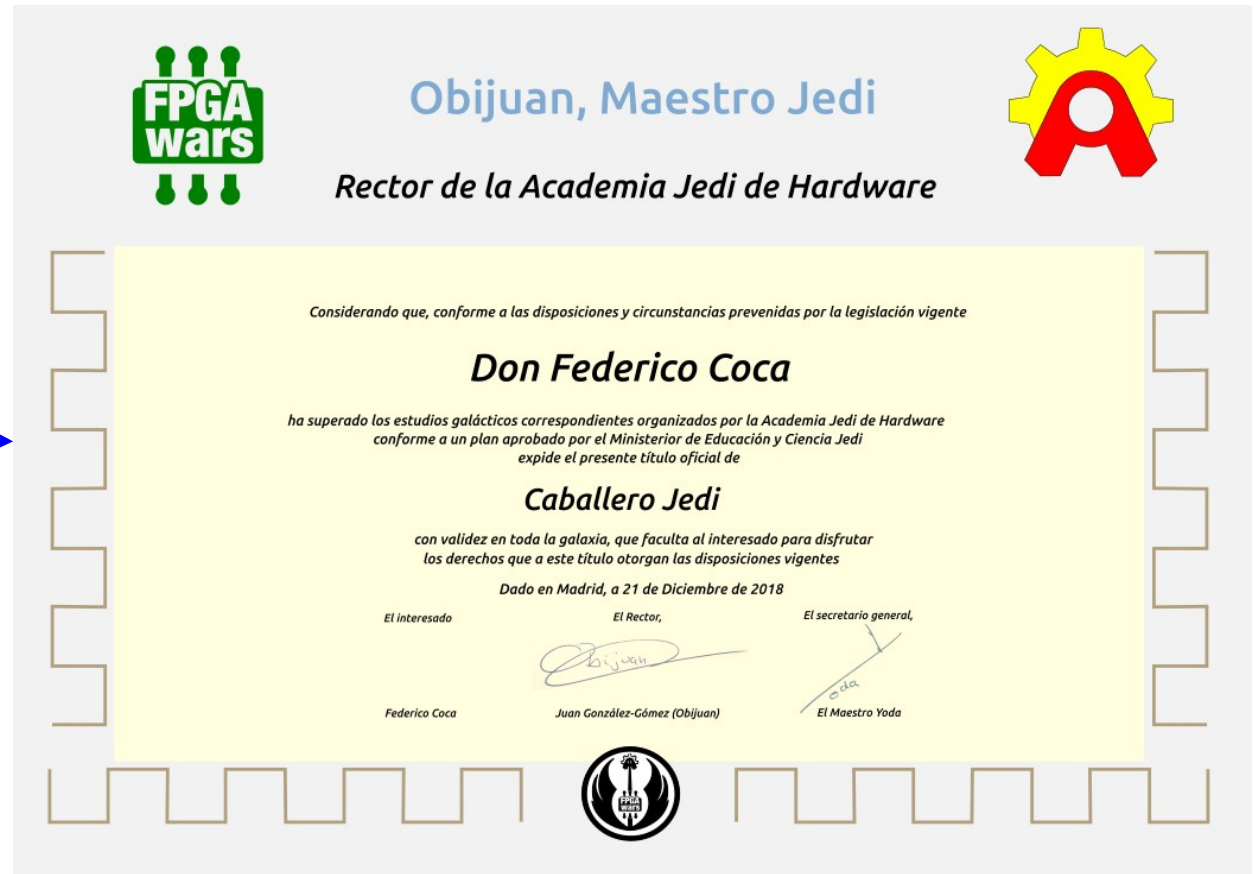 FPGA
wars
Obijuan, Maestro Jedi
Rector de la Academia Jedi de Hardware
Considerando que, conforme a las disposiciones y circunstancias prevenidas por la legislación vigente
Don Federico Coca
ha superado los estudios galácticos correspondientes organizados por la Academia Jedi de Hardware
conforme a un plan aprobado por el Ministerior de Educación y Ciencia Jedi
expide el presente título oficial de
Caballero Jedi
con validez en toda la galaxia, que faculta al interesado para disfrutar
los derechos que a este título otorgan las disposiciones vigentes
Dado en Madrid, a 21 de Diciembre de 2018
El interesado El Rector, El secretario general,
Obijuan Yoda
Federico Coca Juan González-Gómez (Obijuan) El Maestro Yoda
FPGA
wars